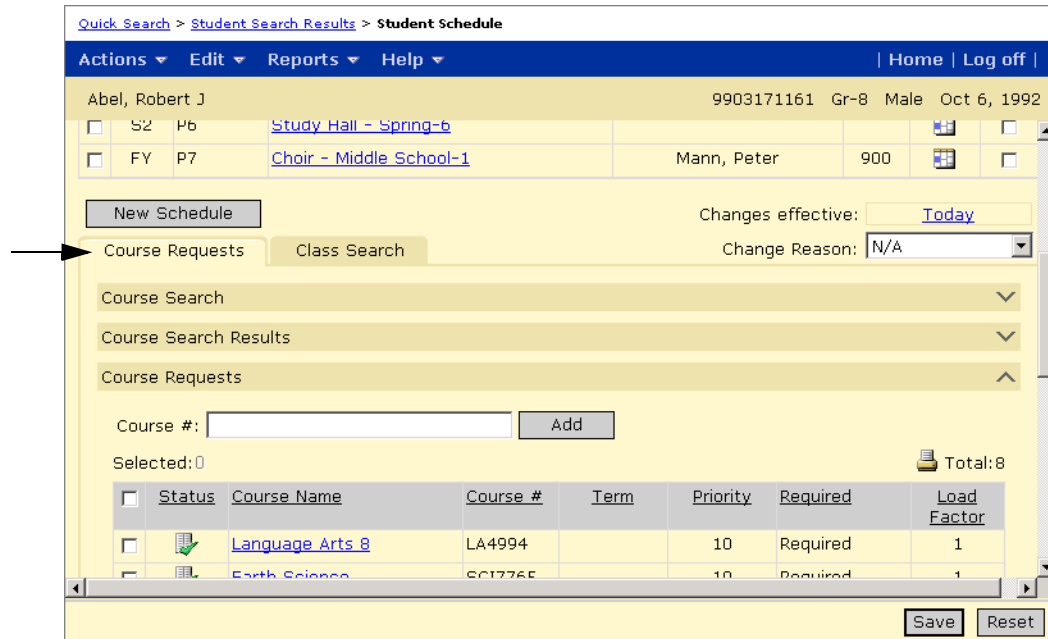 Quick Search > Student Search Results > Student Schedule
Actions Edit Reports Help | Home | Log off |
Abel, Robert J 9903171161 Gr-8 Male Oct 6, 1992
S2 P6 Study Hall - Spring-6
FY P7 Choir - Middle School-1 Mann, Peter 900
New Schedule Changes effective: Today
Course Requests Class Search Change Reason: N/A
Course Search
Course Search Results
Course Requests
Course #: Add
Selected:0 Total:8
Status Course Name Course # Term Priority Required Load Factor
Language Arts 8 LA4994 10 Required 1
Earth Science 10 Required 1
Save Reset